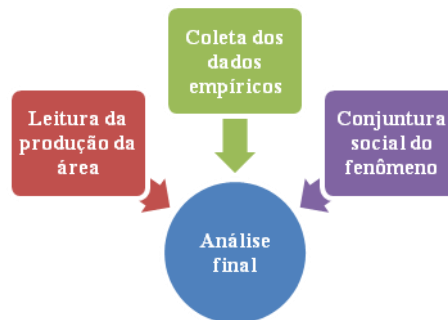 Coleta dos
dados
empíricos
Leitura da
produção da
área
Conjuntura
social do
fenômeno
Análise
final